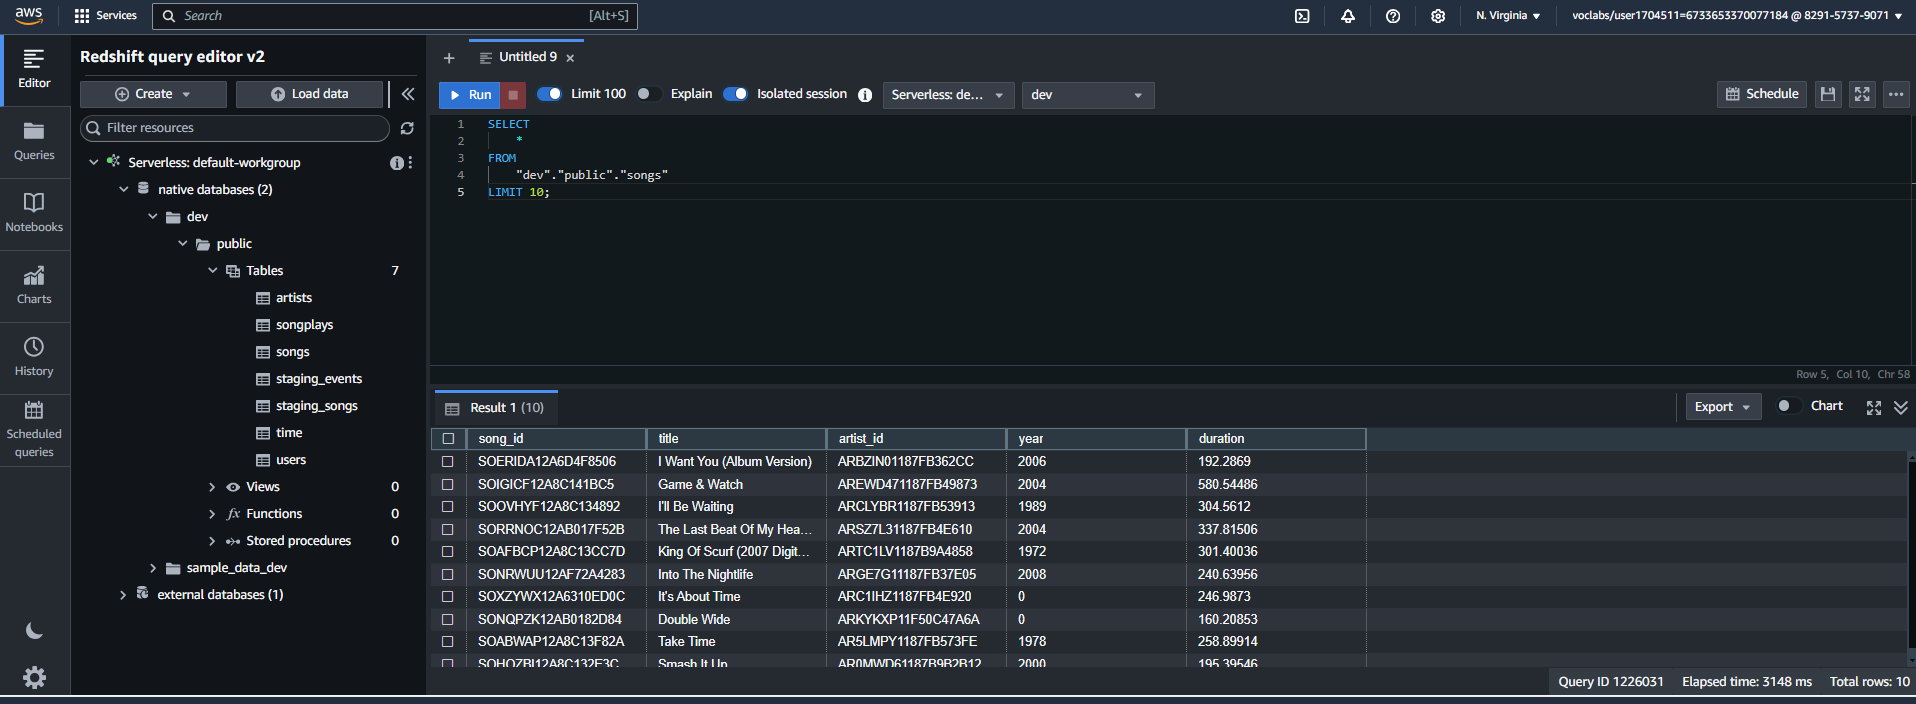 aws Services Search [Alt+S] N. Virginia voclabs/user1704511=6733653370077184 @ 8291-5737-9071
Editor
Queries
Notebooks
Charts
History
Scheduled
queries
Redshift query editor v2
Create Load data
Filter resources
Serverless: default-workgroup
native databases (2)
dev
public
Tables 7
artists
songplays
songs
staging_events
staging_songs
time
users
Views 0
fx Functions 0
Stored procedures 0
sample_data_dev
external databases (1)
Untitled 9
Run Limit 100 Explain Isolated session Serverless: de... dev Schedule
1 SELECT
2 *
3 FROM
4 "dev"."public"."songs"
5 LIMIT 10;
Row 5, Col 10, Chr 58
Result 1 (10) Export Chart
song_id title artist_id year duration
SOERIDA12A6D4F8506 I Want You (Album Version) ARBZIN01187FB362CC 2006 192.2869
SOIGICF12A8C141BC5 Game & Watch AREWD471187FB49873 2004 580.54486
SOOVHYF12A8C134892 I'll Be Waiting ARCLYBR1187FB53913 1989 304.5612
SORRNOC12AB017F52B The Last Beat Of My Hea... ARSZ7L31187FB4E610 2004 337.81506
SOAFBCP12A8C13CC7D King Of Scurf (2007 Digit... ARTC1LV1187B9A4858 1972 301.40036
SONRWUU12AF72A4283 Into The Nightlife ARGE7G11187FB37E05 2008 240.63956
SOXZYWX12A6310ED0C It's About Time ARC1IHZ1187FB4E920 0 246.9873
SONQPZK12AB0182D84 Double Wide ARKYKXP11F50C47A6A 0 160.20853
SOABWAP12A8C13F82A Take Time AR5LMPY1187FB573FE 1978 258.89914
SOHOZBI12A8C132E3C Smash It Up AR0MWD61187B9B2B12 2000 195.39546
Query ID 1226031 Elapsed time: 3148 ms Total rows: 10